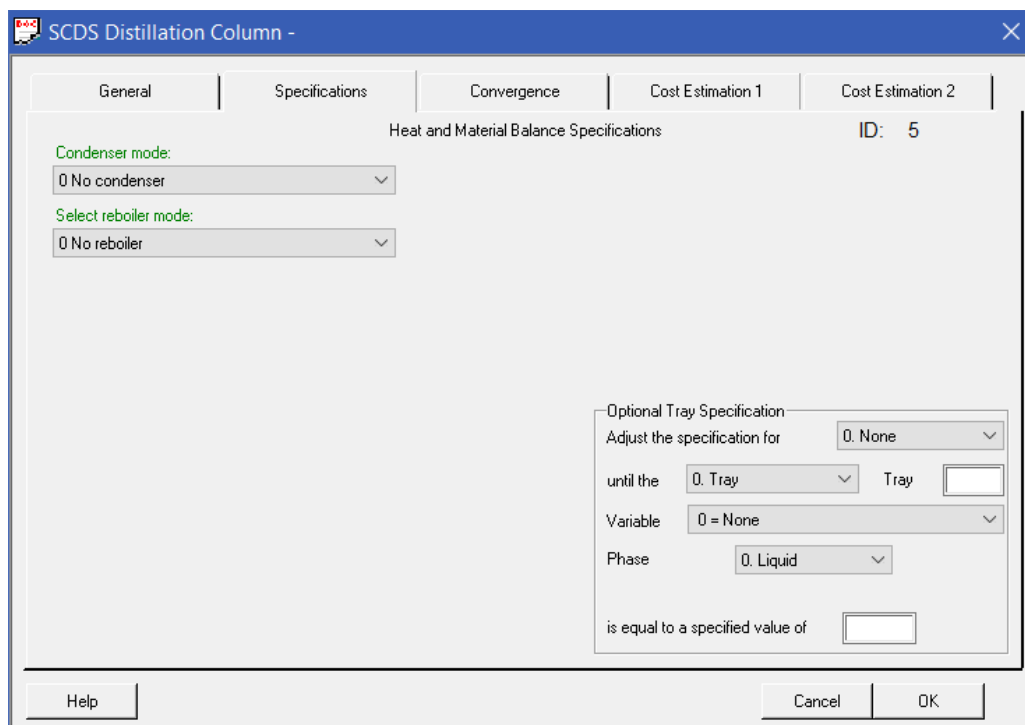 SCDS Distillation Column -
General
Specifications
Convergence
Cost Estimation 1
Cost Estimation 2
Heat and Material Balance Specifications
ID: 5
Condenser mode:
0 No condenser
Select reboiler mode:
0 No reboiler
Optional Tray Specification
Adjust the specification for 0. None
until the 0. Tray Tray
Variable 0 = None
Phase 0. Liquid
is equal to a specified value of
Help
Cancel
OK